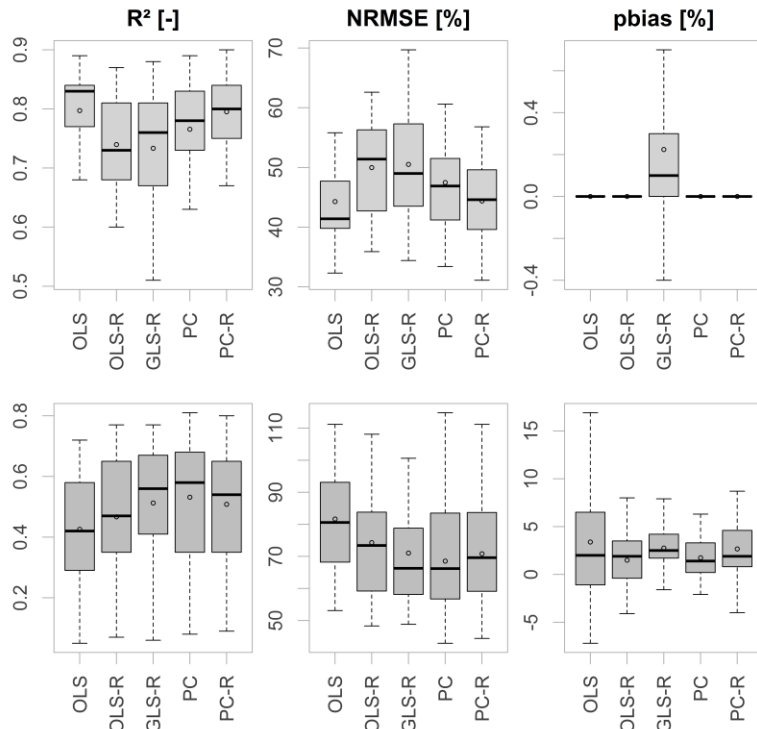 R² [-] NRMSE [%] pbias [%]
0.9 0.8 0.7 0.6 0.5
70 60 50 40 30
0.4 0.0 -0.4
OLS OLS-R GLS-R PC PC-R
OLS OLS-R GLS-R PC PC-R
OLS OLS-R GLS-R PC PC-R
0.8 0.6 0.4 0.2
110 90 70 50
15 10 5 0 -5
OLS OLS-R GLS-R PC PC-R
OLS OLS-R GLS-R PC PC-R
OLS OLS-R GLS-R PC PC-R